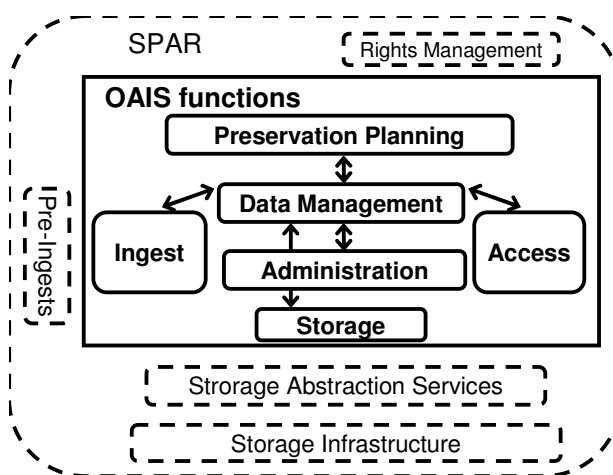 SPAR
Rights Management
OAIS functions
Preservation Planning
Pre-Ingests
Data Management
Ingest
Access
Administration
Storage
Strorage Abstraction Services
Storage Infrastructure